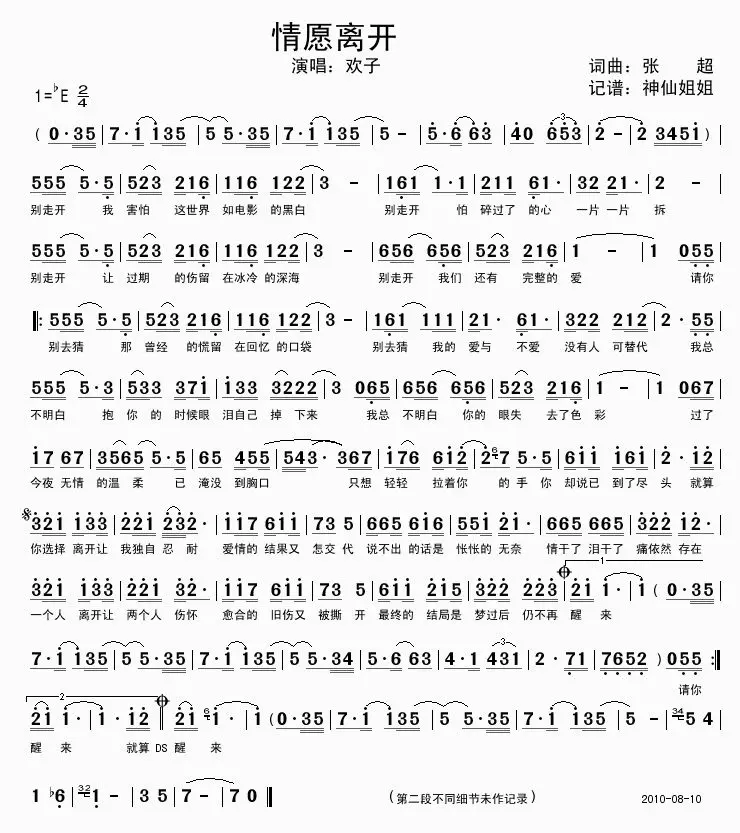 情愿离开
演唱：欢子
词曲：张 超
1=♭E 2/4
记谱：神仙姐姐
( 0·35 | 7·1 135 | 5 5·35 | 7·1 135 | 5 - | 5·6 63 | 40 653 | 2 - | 2 3451 ) |
555 5·5 | 523 216 | 116 122 | 3 - | 161 1·1 | 211 61· | 32 21· | 2 - |
别走开 我 害怕 这世界 如电影 的黑白 别走开 怕 碎过了 的心 一片 一片 拆
555 5·5 | 523 216 | 116 122 | 3 - | 656 656 | 523 216 | 1 - | 1 055 |
别走开 让 过期 的伤留 在冰冷 的深海 别走开 我们 还有 完整的 爱 请你
‖: 555 5·5 | 523 216 | 116 122 | 3 - | 161 111 | 21· 61· | 322 212 | 2·55 |
别去猜 那 曾经 的慌留 在回忆 的口袋 别去猜 我的 爱与 不爱 没有人 可替代 我总
555 5·3 | 533 371 | 133 3222 | 3 065 | 656 656 | 523 216 | 1 - | 1 067 |
不明白 抱 你 的 时候眼 泪自己 掉 下来 我总 不明白 你的 眼失 去了色 彩 过了
17 67 | 3565 5·5 | 65 455 | 543· 367 | 176 612 | 2 6 7 5·5 | 611 161 | 2·12 |
今夜 无情 的温 柔 已 淹没 到胸口 只想 轻轻 拉着你 的 手 你 却说已 到了尽 头 就算
321 133 | 221 232· | 117 611 | 73 5 | 665 616 | 551 21· | 665 665 | 322 12· |
你选择 离开让 我独自 忍 耐 爱情的 结果又 怎交 代 说不出 的话是 怅怅的 无奈 情干了 泪干了 痛依然 存在
1
321 133 | 221 132· | 117 611 | 73 5 | 211 215 | 322 223 | 21 1· | 1 ( 0·35 |
一个人 离开让 两个人 伤怀 愈合的 旧伤又 被撕 开 最终的 结局是 梦过后 仍不再 醒 来
7·1 135 | 5 5·35 | 7·1 135 | 5 5·34 | 5·6 63 | 4·1 431 | 2·71 | 7652 ) 055 :‖
请你
2
21 1· | 1· 12 ‖ 21 6 1· | 1 ( 0·35 | 7·1 135 | 5 5·35 | 7·1 135 | 5 - | 34 5 4 |
醒 来 就算 DS 醒 来
1 ♭6 | 32 1 - | 3 5 | 7 - | 7 0 ‖
（第二段不同细节未作记录）
2010-08-10